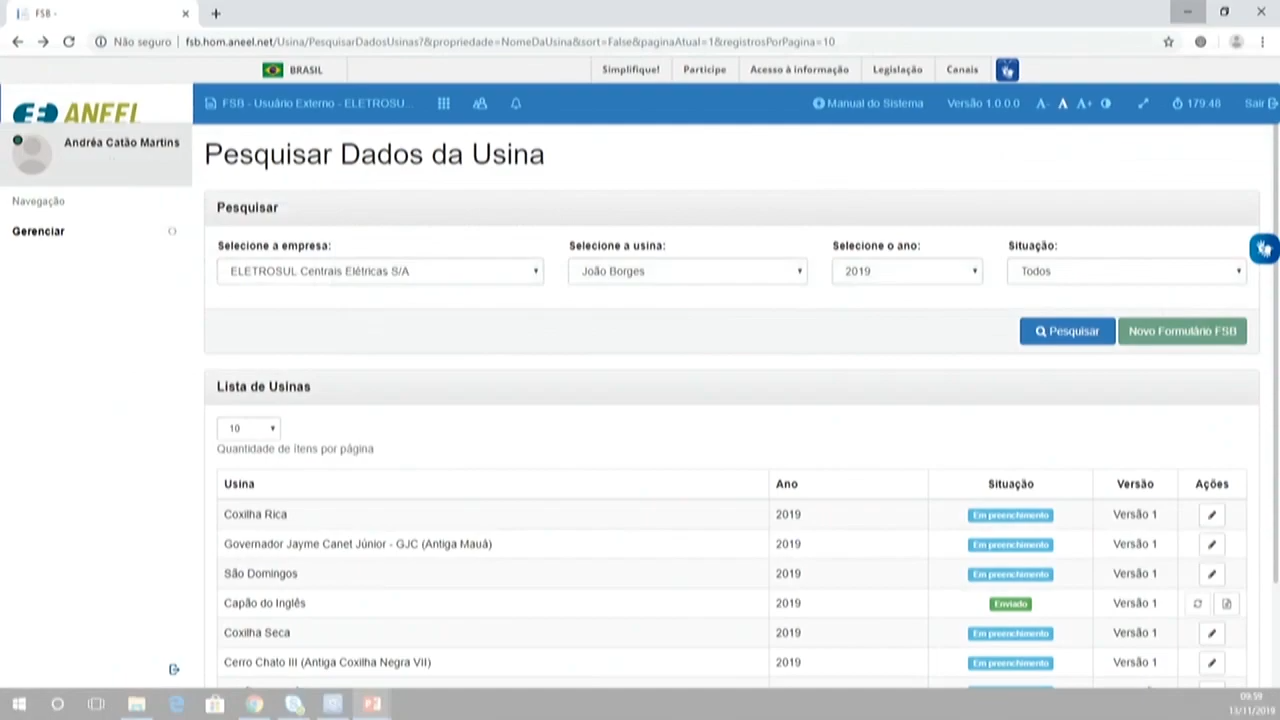 FSB -
Não seguro | fsb.hom.aneel.net/Usina/PesquisarDadosUsinas?&propriedade=NomeDaUsina&sort=False&paginaAtual=1&registrosPorPagina=10
BRASIL Simplifique! Participe Acesso à informação Legislação Canais
ANEEL
FSB - Usuário Externo - ELETROSU... Manual do Sistema Versão 1.0.0.0 A- A A+ 179:48 Sair
Andréa Catão Martins
Navegação
Gerenciar
Pesquisar Dados da Usina
Pesquisar
Selecione a empresa: Selecione a usina: Selecione o ano: Situação:
ELETROSUL Centrais Elétricas S/A João Borges 2019 Todos
Pesquisar Novo Formulário FSB
Lista de Usinas
10
Quantidade de ítens por página
Usina Ano Situação Versão Ações
Coxilha Rica 2019 Em preenchimento Versão 1
Governador Jayme Canet Júnior - GJC (Antiga Mauá) 2019 Em preenchimento Versão 1
São Domingos 2019 Em preenchimento Versão 1
Capão do Inglês 2019 Enviado Versão 1
Coxilha Seca 2019 Em preenchimento Versão 1
Cerro Chato III (Antiga Coxilha Negra VII) 2019 Em preenchimento Versão 1
09:59
13/11/2019